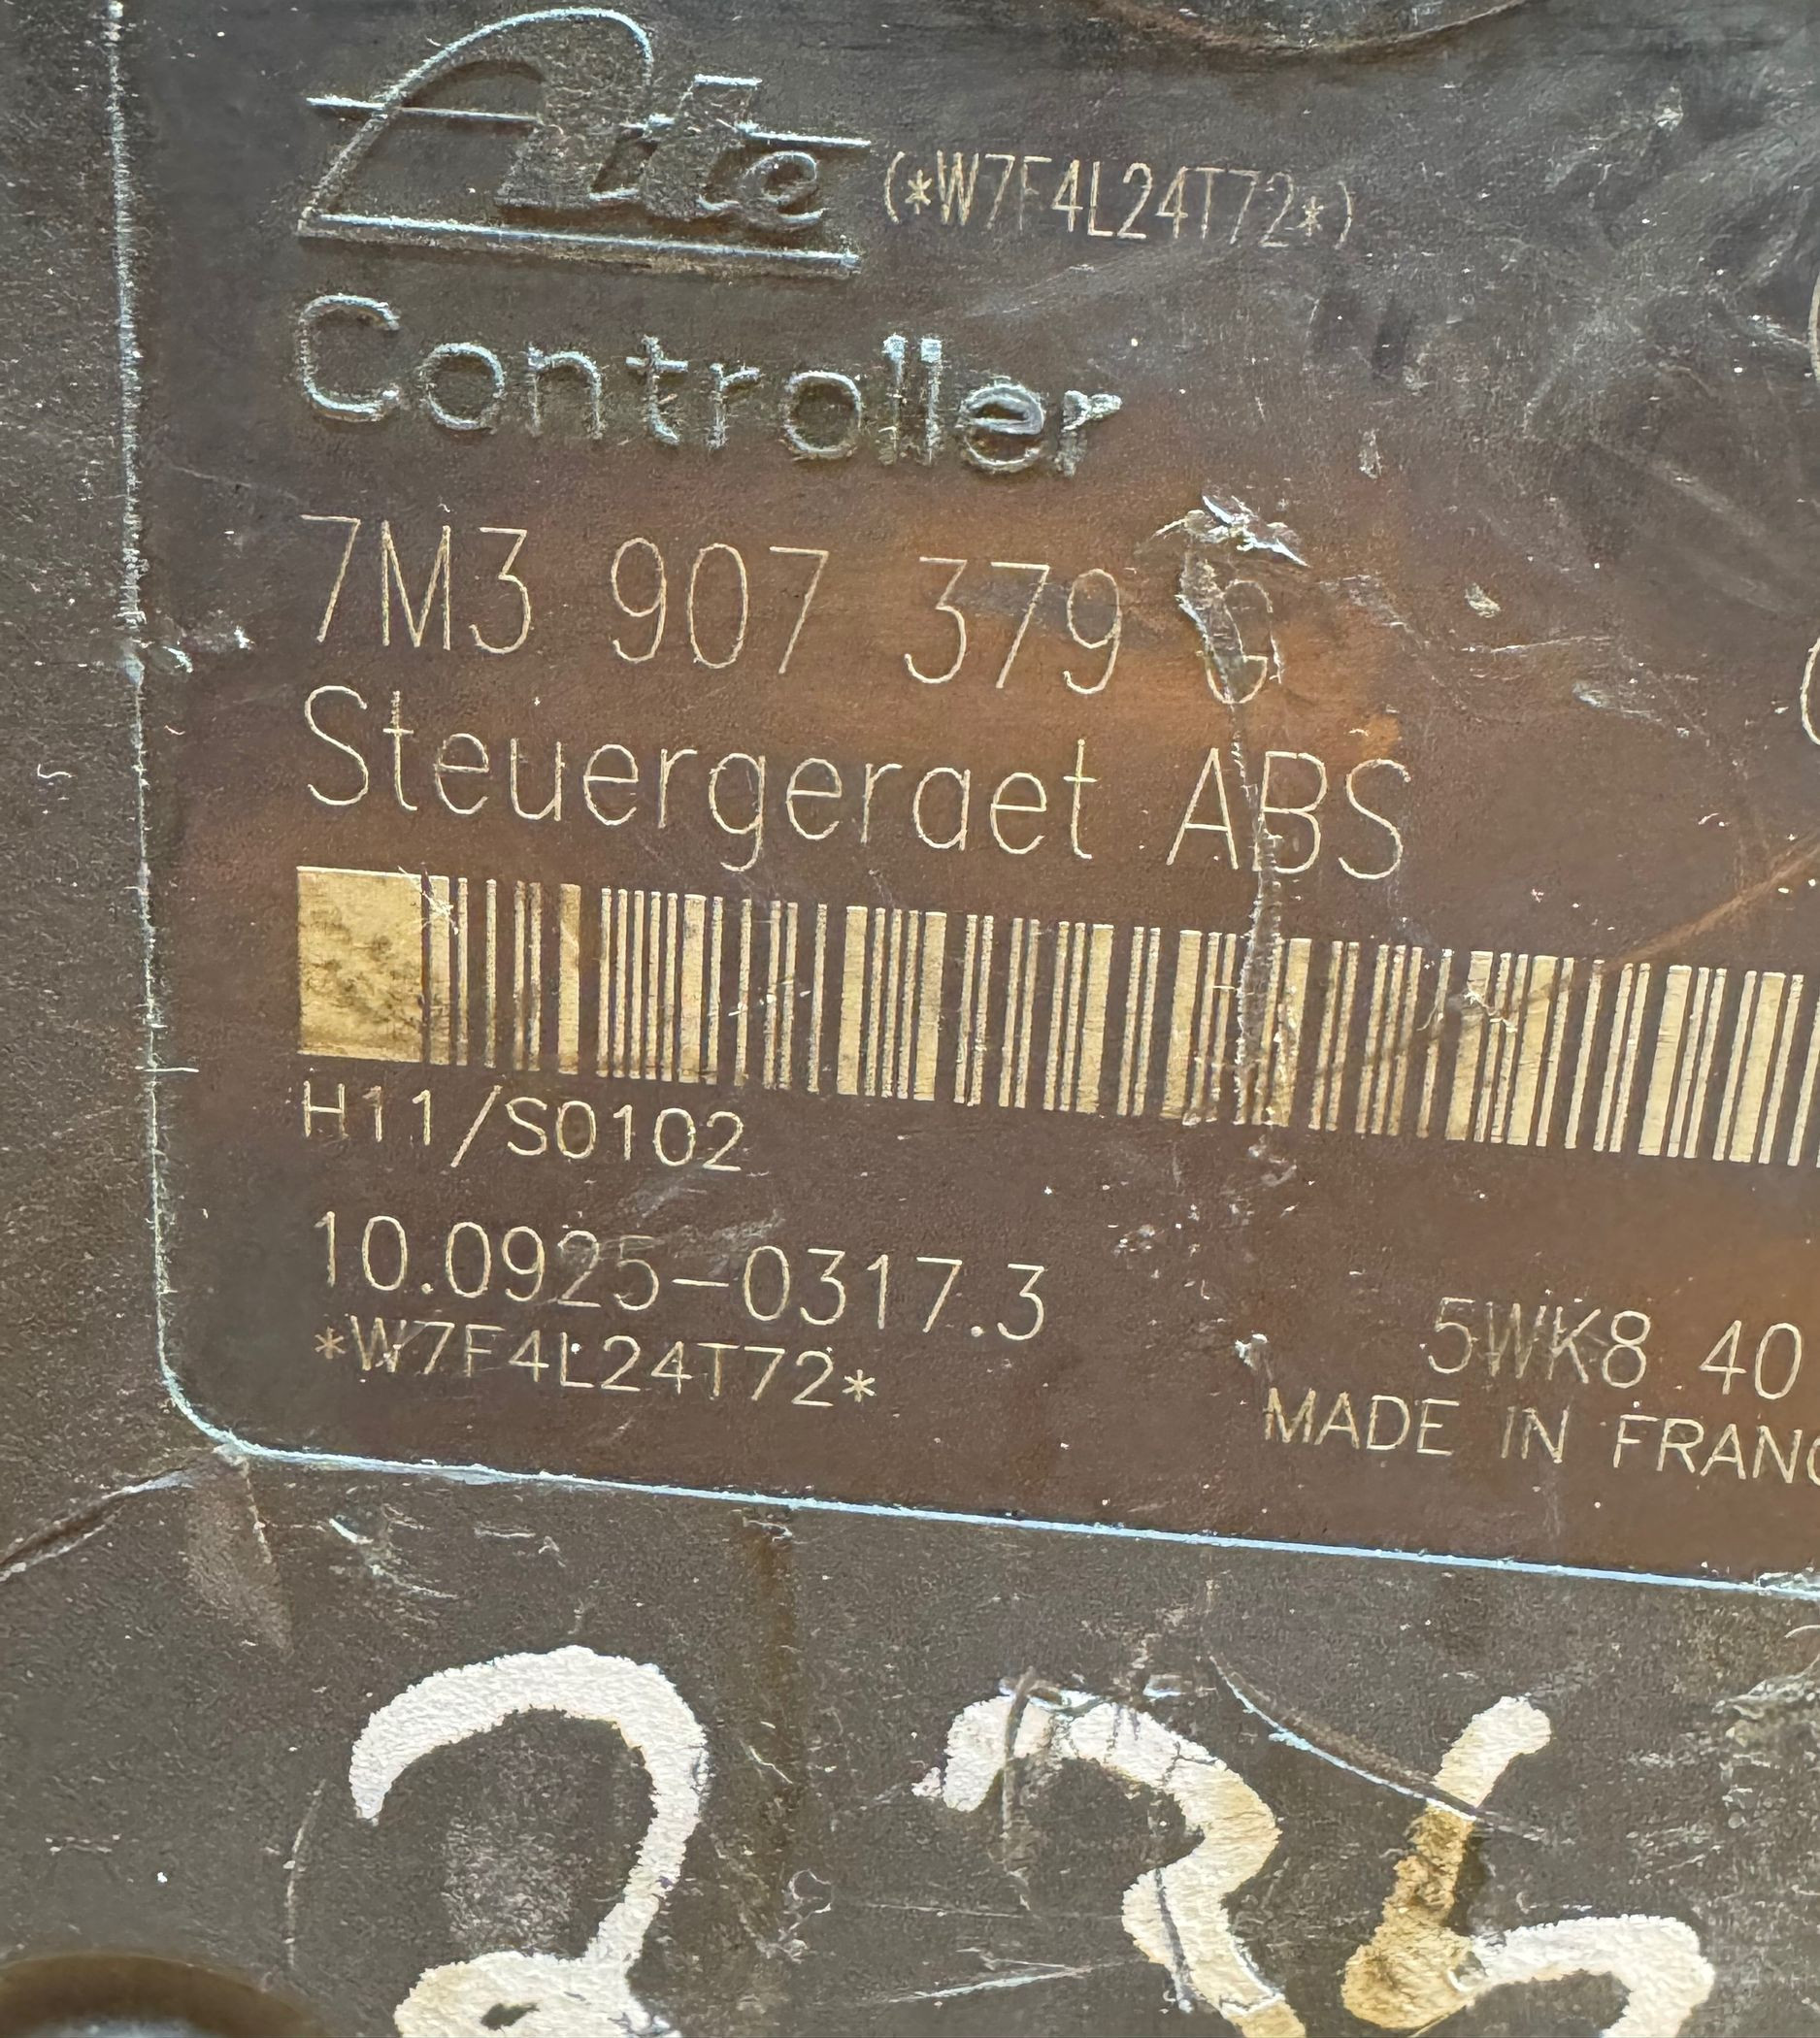 Ate (*W7F4L24T72*)
Controller
7M3 907 379 G
Steuergeraet ABS
H11/S0102
10.0925-0317.3
*W7F4L24T72*
5WK8 40
MADE IN FRANC